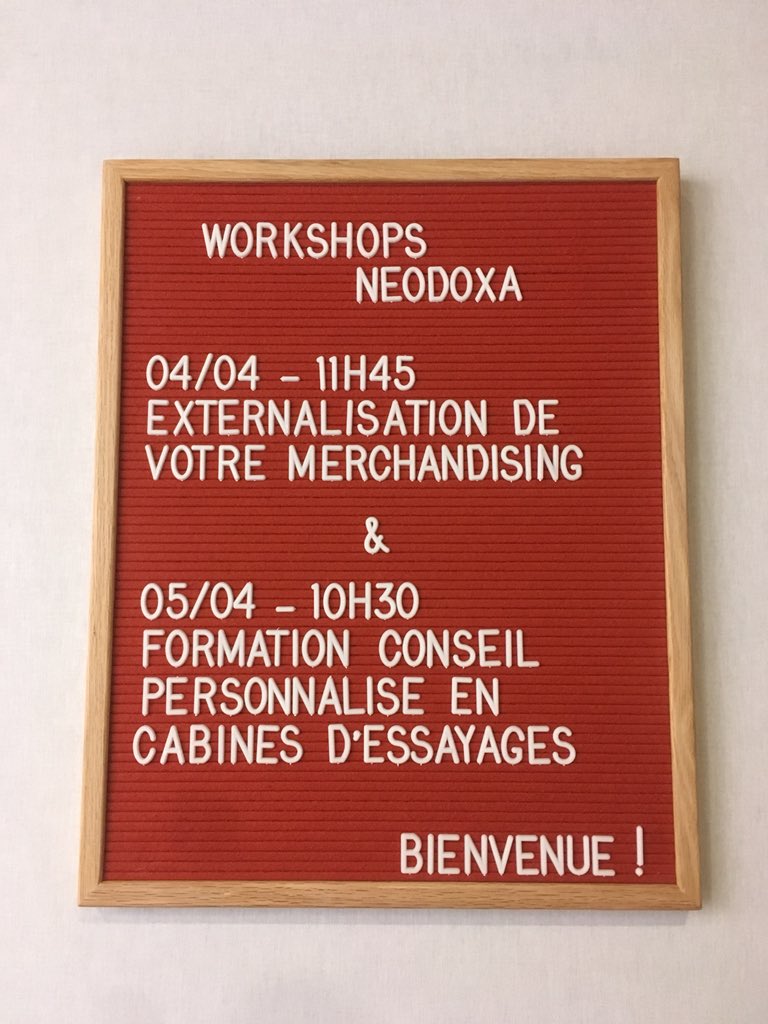 WORKSHOPS
NEODOXA
04/04 - 11H45
EXTERNALISATION DE
VOTRE MERCHANDISING
&
05/04 - 10H30
FORMATION CONSEIL
PERSONNALISE EN
CABINES D'ESSAYAGES
BIENVENUE !